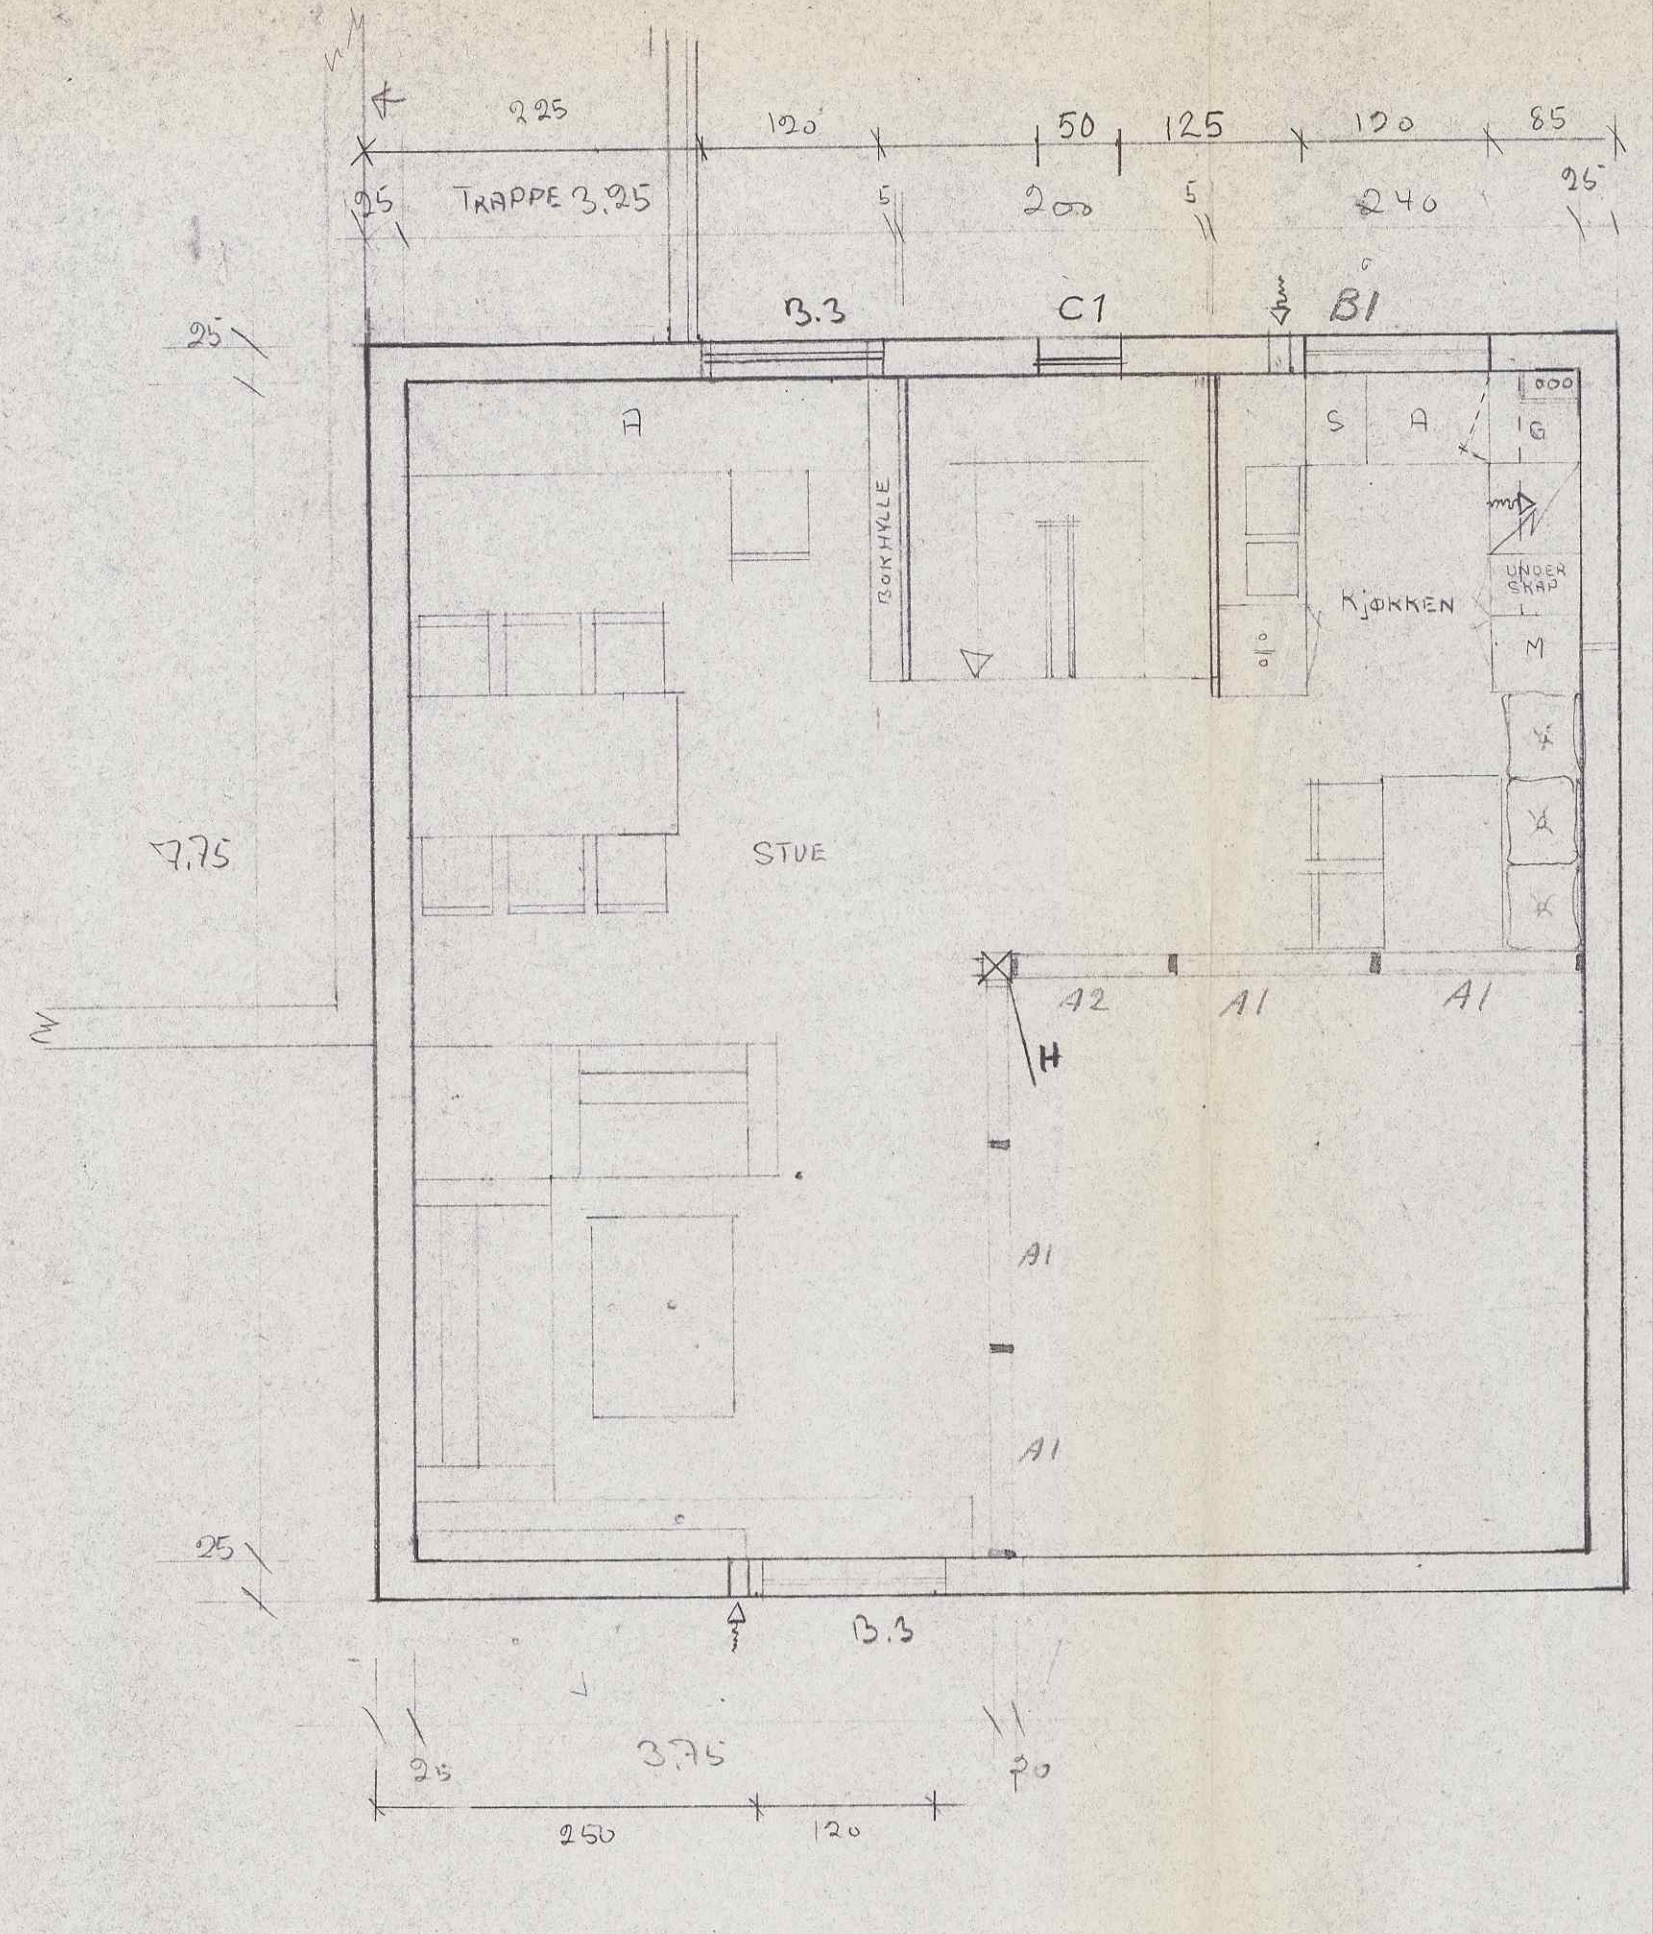 225 120 50 125 120 85
25 TRAPPE 3.25 5 200 5 240 25
B.3 C1 B1
25
A S A G
BOKHYLLE
UNDER
SKAP
KJØKKEN
M
7.75
STUE
A2 A1 A1
H
A1
A1
25
B.3
25 3.75 20
250 120